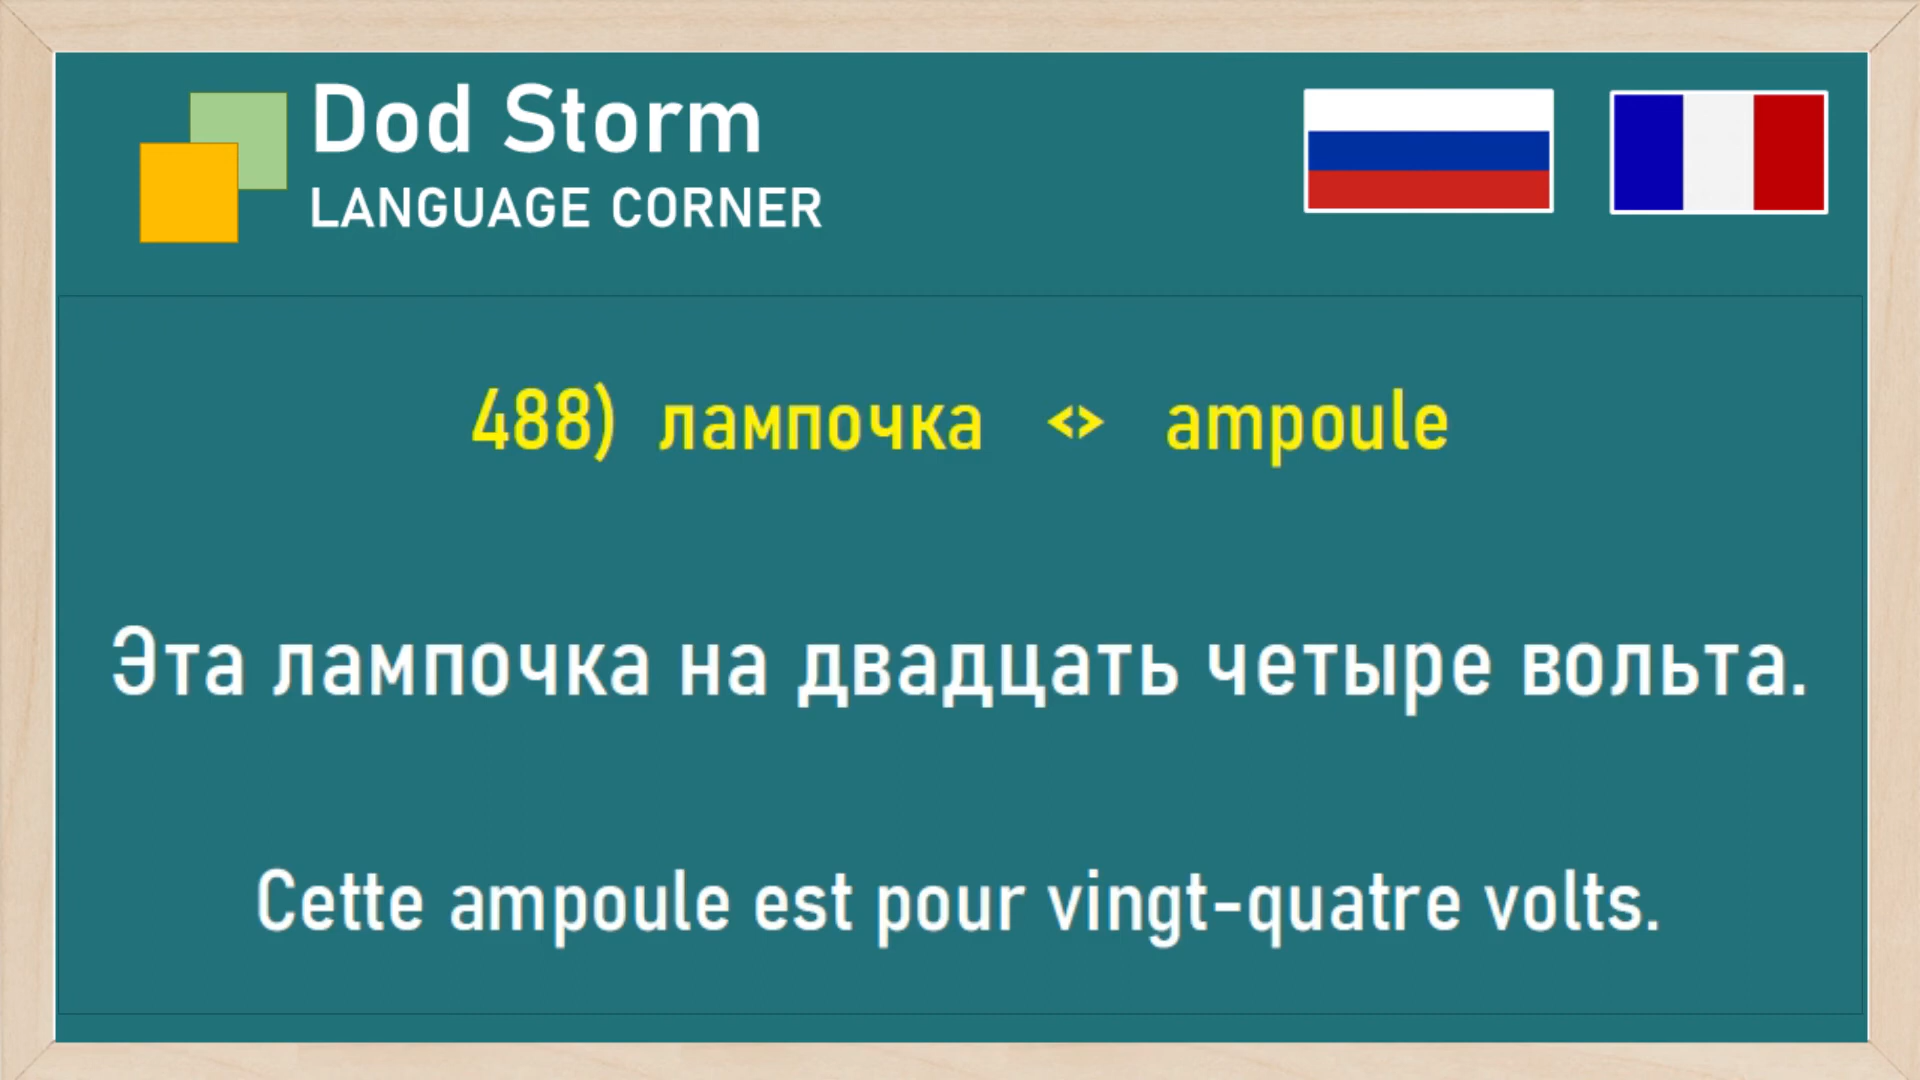 Dod Storm
LANGUAGE CORNER
488) лампочка <> ampoule
Эта лампочка на двадцать четыре вольта.
Cette ampoule est pour vingt-quatre volts.